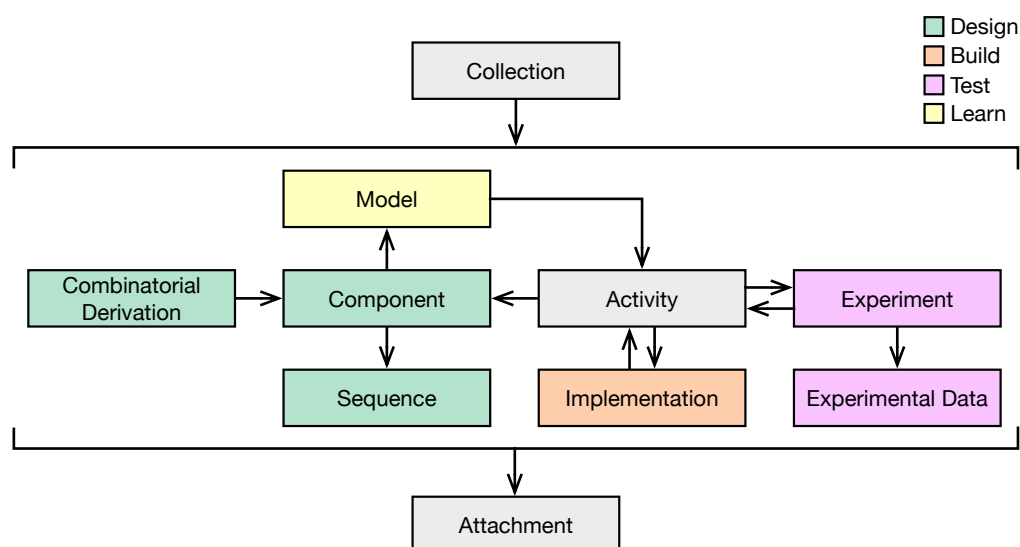 Design
Build
Test
Learn
Collection
Model
Combinatorial
Derivation
Component
Activity
Experiment
Sequence
Implementation
Experimental Data
Attachment